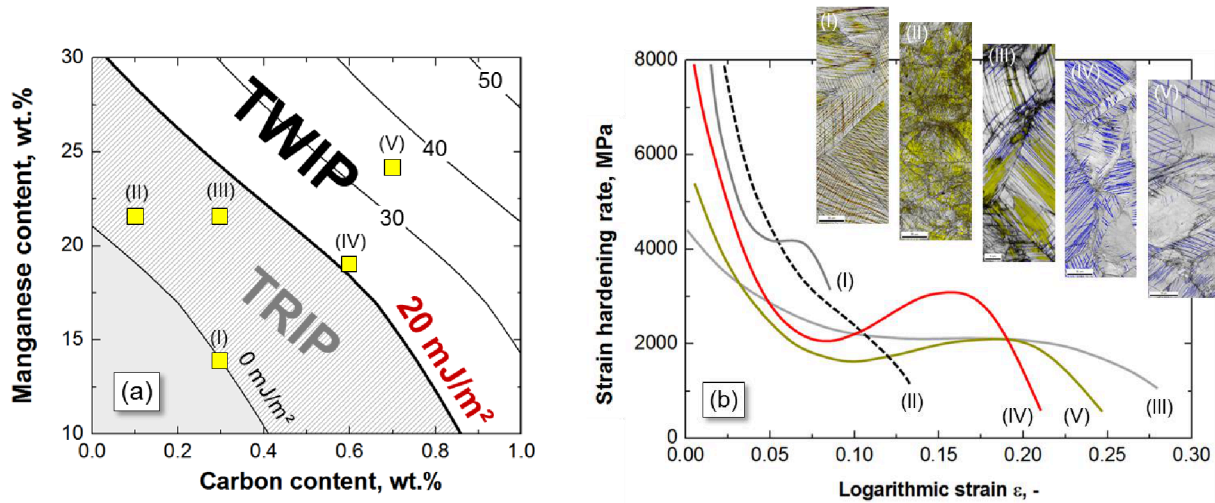 30
25
20
15
10
Manganese content, wt.%
0.0 0.2 0.4 0.6 0.8 1.0
Carbon content, wt.%
(a)
TWIP
TRIP
50
40
30
20 mJ/m²
0 mJ/m²
(I)
(II)
(III)
(IV)
(V)
8000
6000
4000
2000
0
Strain hardening rate, MPa
0.00 0.05 0.10 0.15 0.20 0.25 0.30
Logarithmic strain ε, -
(b)
(I)
(II)
(III)
(IV)
(V)
(I)
(II)
(IV)
(V)
(III)